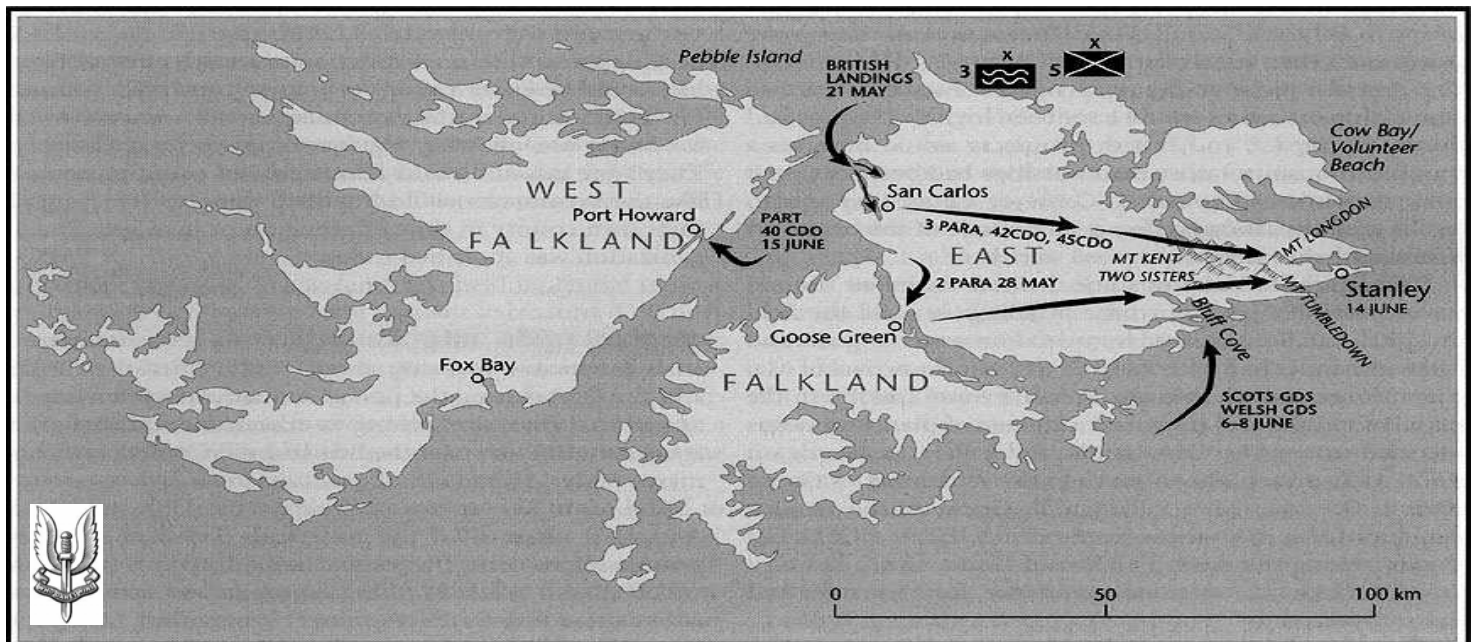 Pebble Island
BRITISH
LANDINGS
21 MAY
X
3
X
5
Cow Bay/
Volunteer
Beach
WEST
FALKLAND
Port Howard
PART
40 CDO
15 JUNE
San Carlos
3 PARA, 42CDO, 45CDO
EAST
FALKLAND
MT KENT
TWO SISTERS
MT LONGDON
MT TUMBLEDOWN
Stanley
14 JUNE
2 PARA 28 MAY
Goose Green
Bluff Cove
Fox Bay
SCOTS GDS
WELSH GDS
6–8 JUNE
0
50
100 km